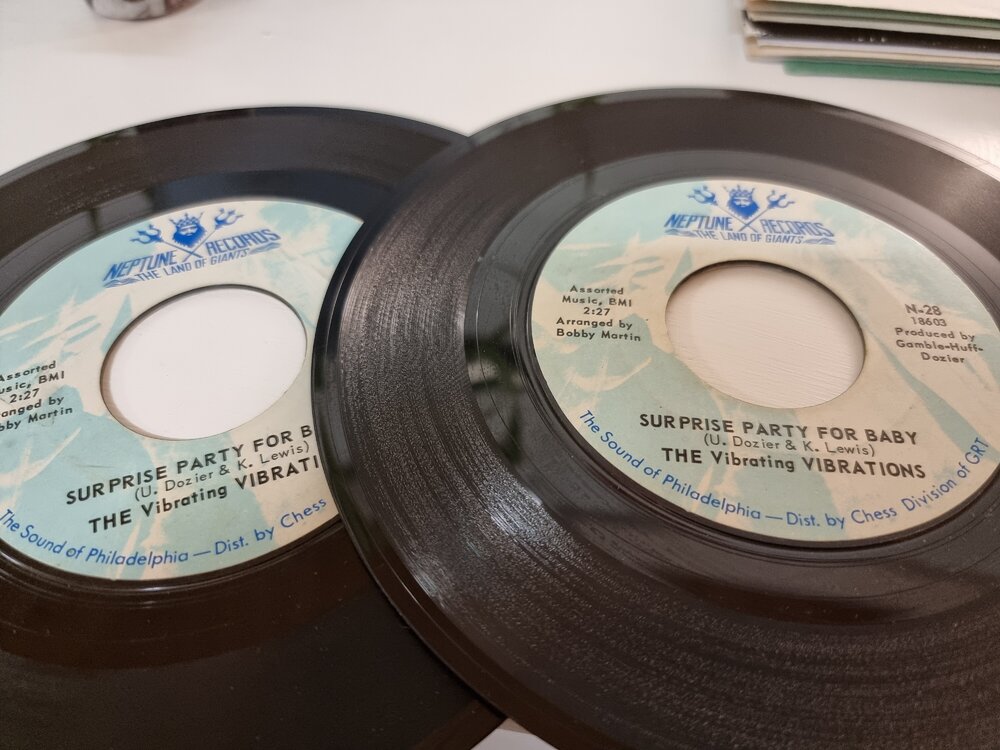 NEPTUNE RECORDS
THE LAND OF GIANTS
Assorted
Music, BMI
2:27
Arranged by
Bobby Martin
SURPRISE PARTY FOR B
(U. Dozier & K. Lewis)
THE Vibrating VIBRATI
The Sound of Philadelphia — Dist. by Chess
NEPTUNE RECORDS
THE LAND OF GIANTS
Assorted
Music, BMI
2:27
Arranged by
Bobby Martin
N-28
18603
Produced by
Gamble-Huff-
Dozier
SURPRISE PARTY FOR BABY
(U. Dozier & K. Lewis)
THE Vibrating VIBRATIONS
The Sound of Philadelphia — Dist. by Chess Division of GRT